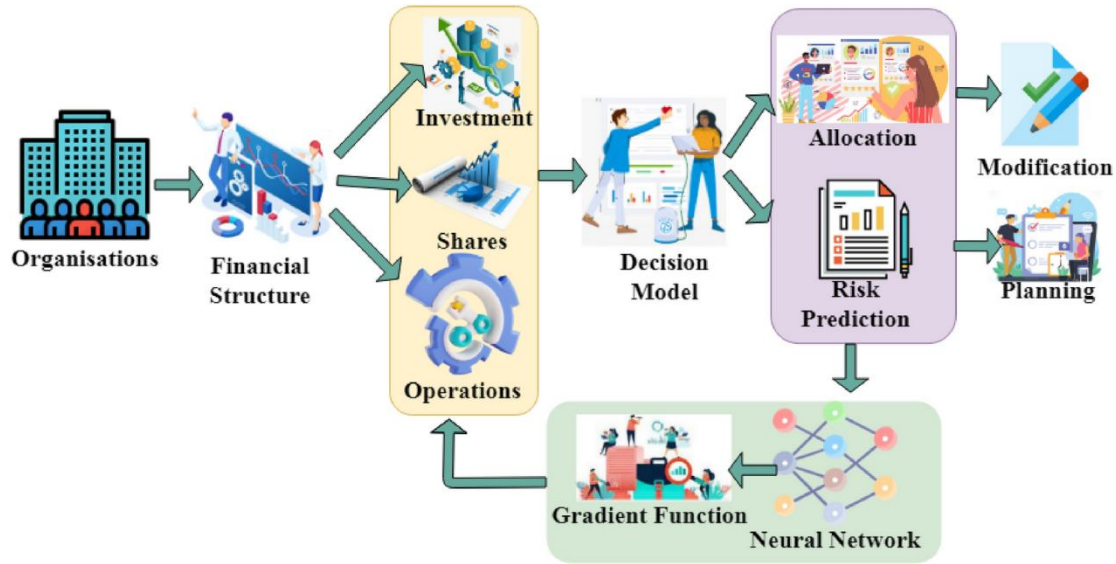 Organisations
Financial
Structure
Investment
Shares
Operations
Decision
Model
Allocation
Risk
Prediction
Modification
Planning
Gradient Function
Neural Network